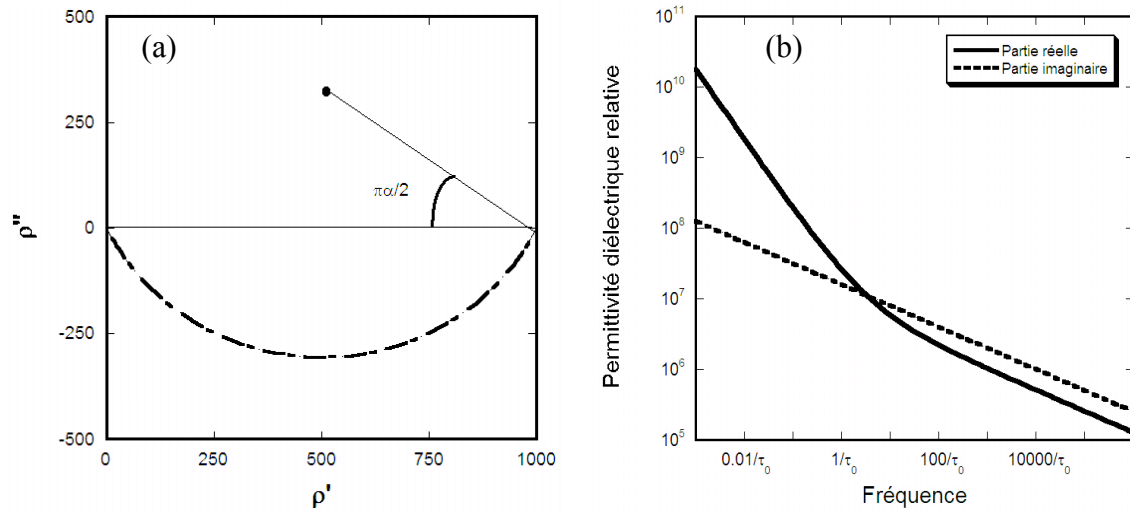 (a)
500
250
0
-250
-500
ρ"
πα/2
0
250
500
750
1000
ρ'
(b)
Partie réelle
Partie imaginaire
Permittivité diélectrique relative
10¹¹
10¹⁰
10⁹
10⁸
10⁷
10⁶
10⁵
0.01/τ₀
1/τ₀
100/τ₀
10000/τ₀
Fréquence